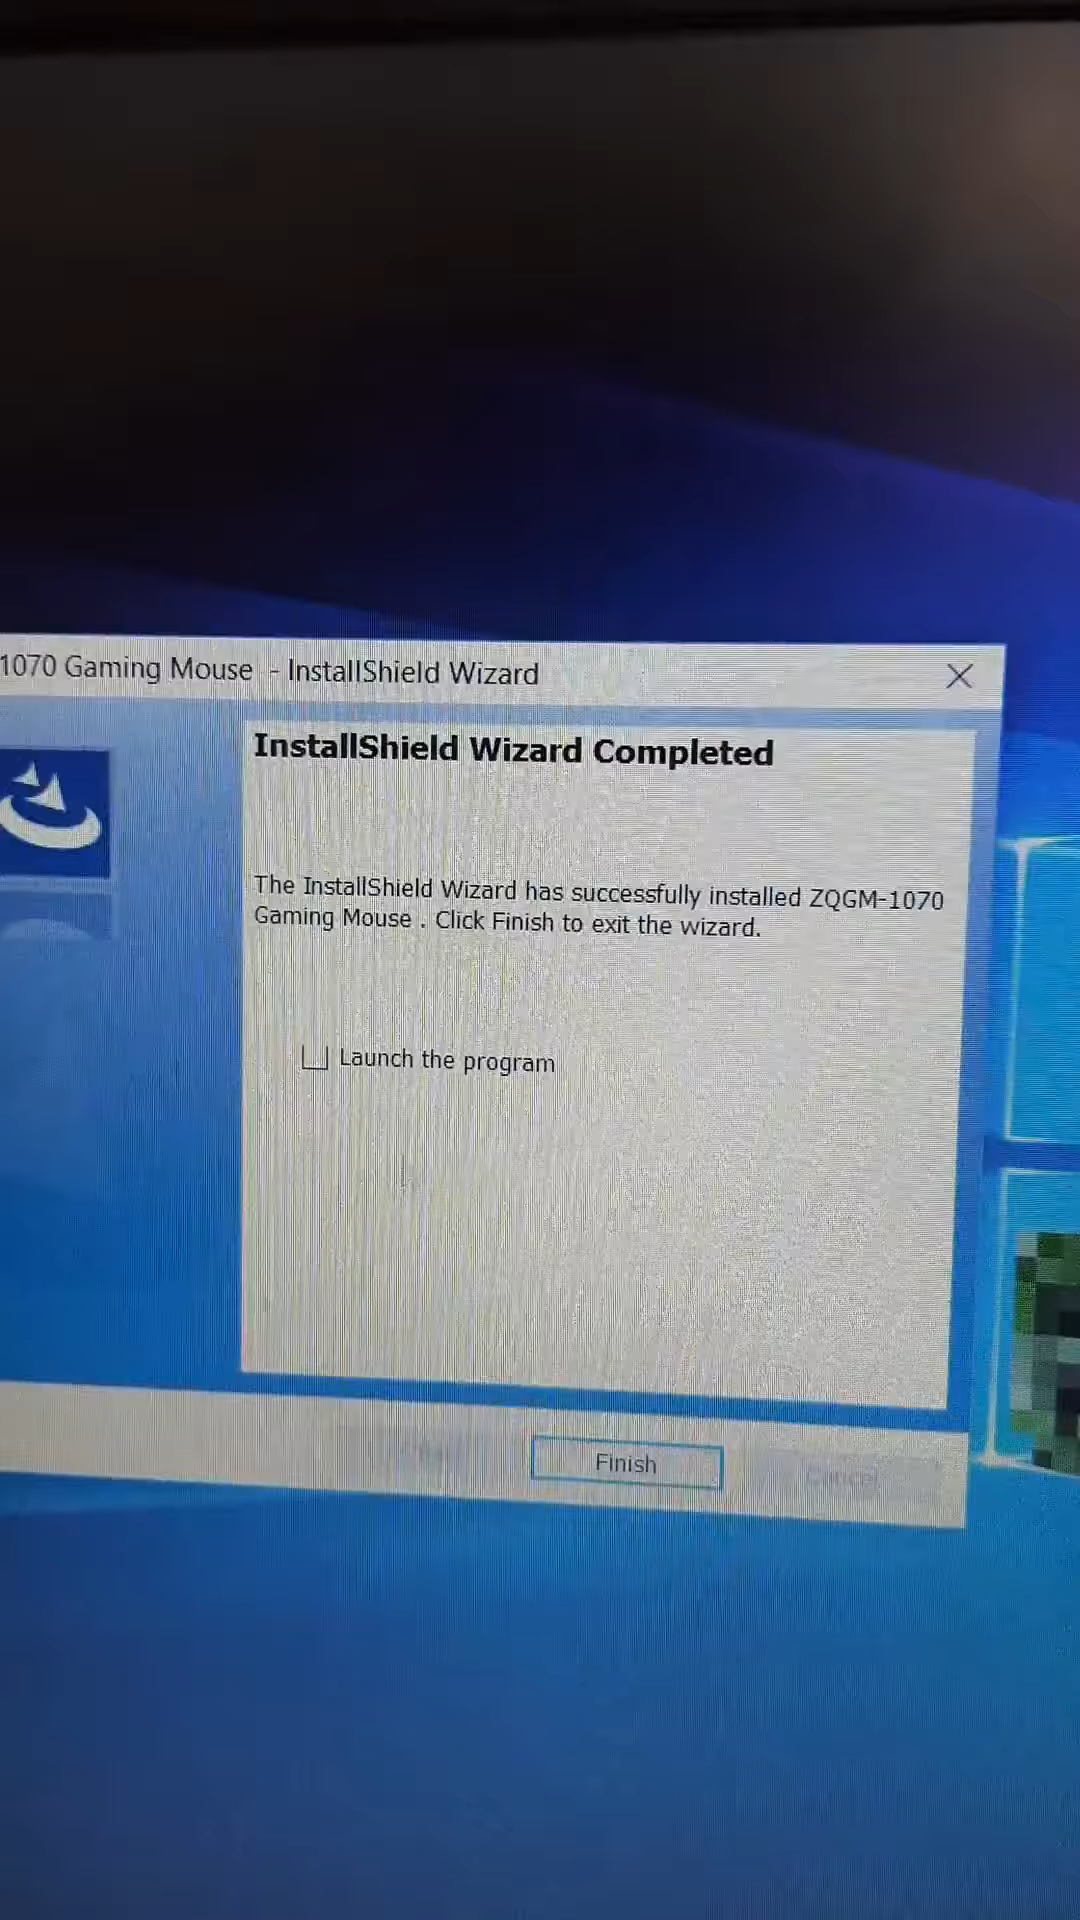 1070 Gaming Mouse - InstallShield Wizard
InstallShield Wizard Completed
The InstallShield Wizard has successfully installed ZQGM-1070
Gaming Mouse . Click Finish to exit the wizard.
Launch the program
Finish
Cancel